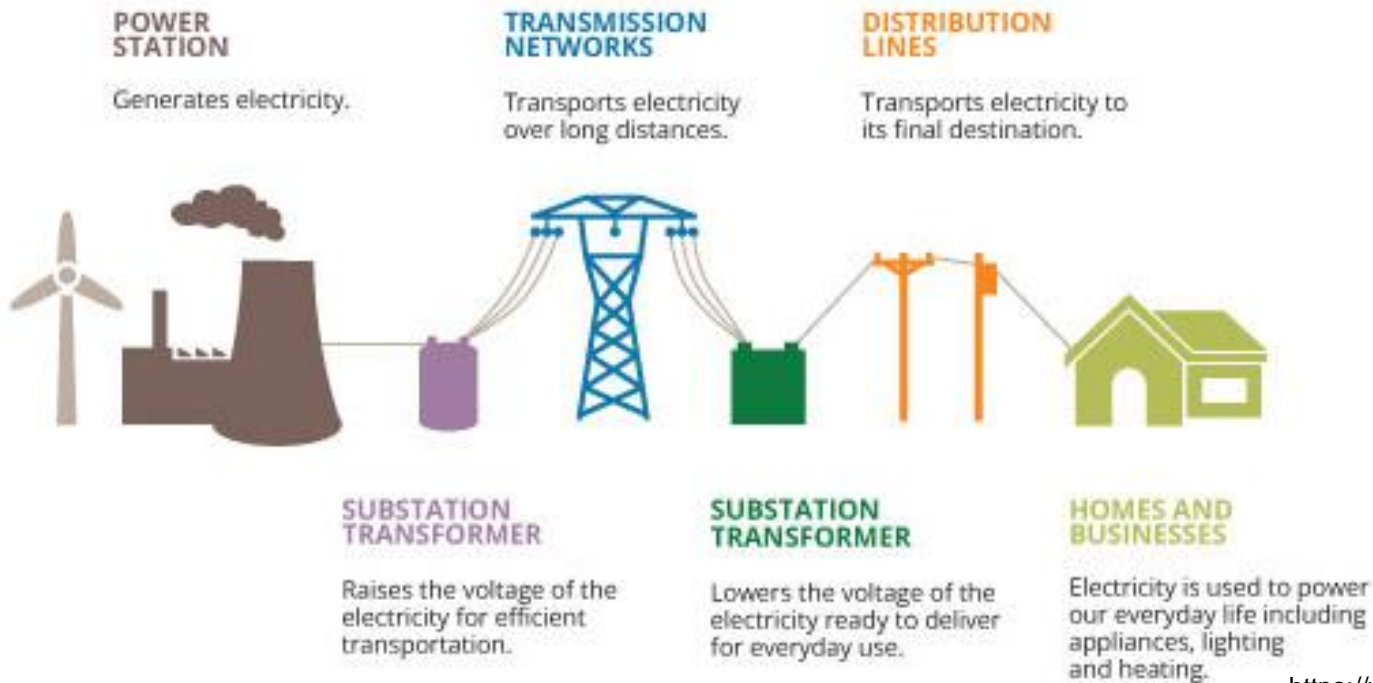 POWER
STATION
Generates electricity.
TRANSMISSION
NETWORKS
Transports electricity
over long distances.
DISTRIBUTION
LINES
Transports electricity to
its final destination.
SUBSTATION
TRANSFORMER
Raises the voltage of the
electricity for efficient
transportation.
SUBSTATION
TRANSFORMER
Lowers the voltage of the
electricity ready to deliver
for everyday use.
HOMES AND
BUSINESSES
Electricity is used to power
our everyday life including
appliances, lighting
and heating.